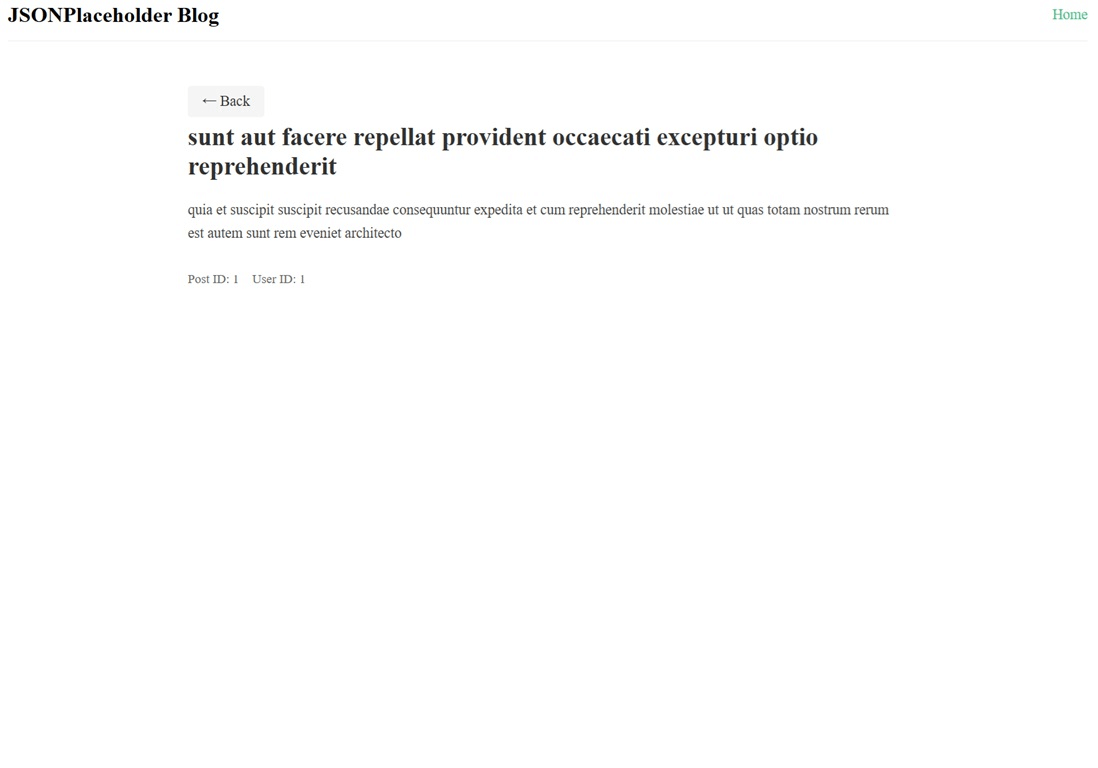 JSONPlaceholder Blog
Home
← Back
sunt aut facere repellat provident occaecati excepturi optio
reprehenderit
quia et suscipit suscipit recusandae consequuntur expedita et cum reprehenderit molestiae ut ut quas totam nostrum rerum
est autem sunt rem eveniet architecto
Post ID: 1 User ID: 1